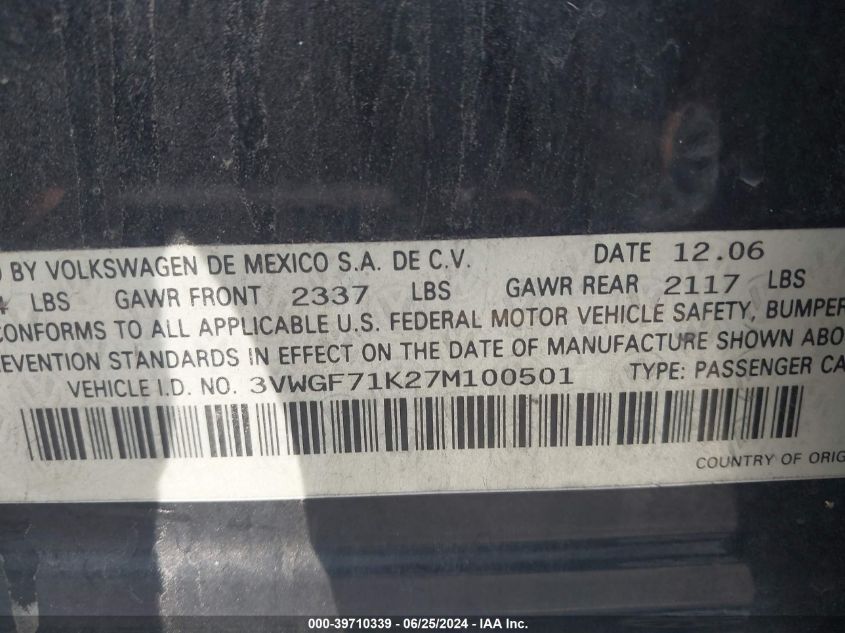 BY VOLKSWAGEN DE MEXICO S.A. DE C.V. DATE 12.06
LBS GAWR FRONT 2337 LBS GAWR REAR 2117 LBS
CONFORMS TO ALL APPLICABLE U.S. FEDERAL MOTOR VEHICLE SAFETY, BUMPER
EVENTION STANDARDS IN EFFECT ON THE DATE OF MANUFACTURE SHOWN ABO
VEHICLE I.D. NO. 3VWGF71K27M100501 TYPE: PASSENGER CA
COUNTRY OF ORIG
000-39710339 - 06/25/2024 - IAA Inc.